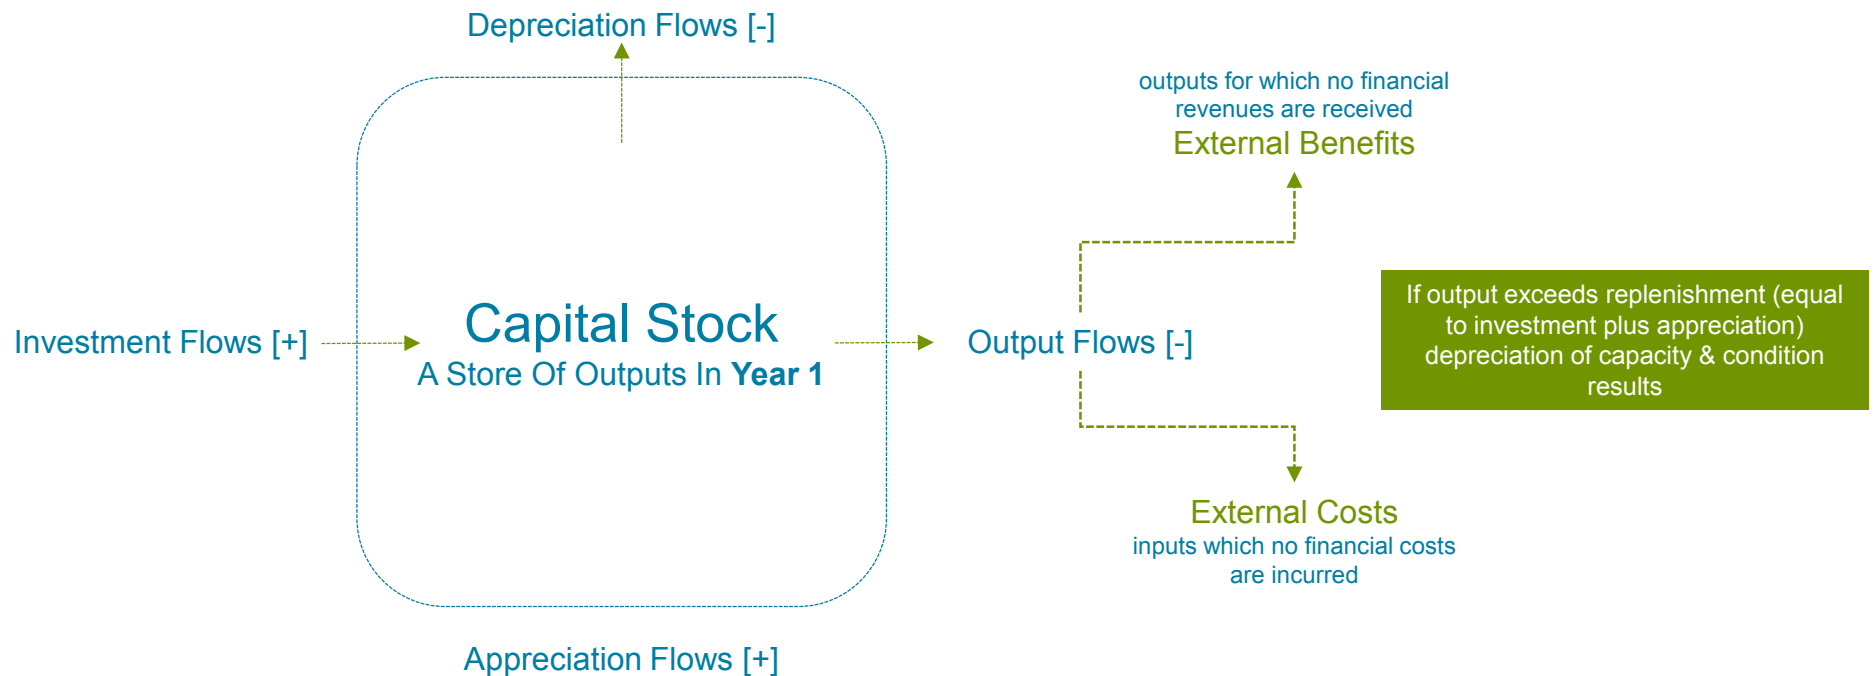 Depreciation Flows [-]
outputs for which no financial
revenues are received
External Benefits
Investment Flows [+]
Capital Stock
A Store Of Outputs In Year 1
Output Flows [-]
If output exceeds replenishment (equal
to investment plus appreciation)
depreciation of capacity & condition
results
External Costs
inputs which no financial costs
are incurred
Appreciation Flows [+]